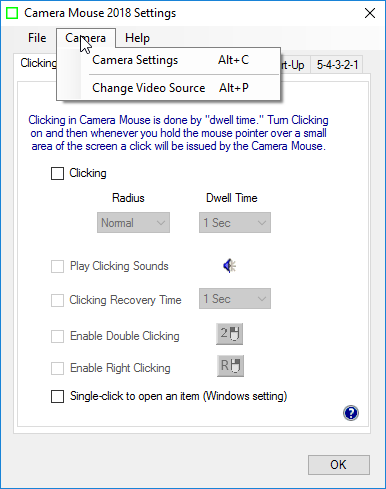 Camera Mouse 2018 Settings
File Camera Help
Camera Settings Alt+C
Change Video Source Alt+P
Clicking rt-Up 5-4-3-2-1
Clicking in Camera Mouse is done by "dwell time." Turn Clicking
on and then whenever you hold the mouse pointer over a small
area of the screen a click will be issued by the Camera Mouse.
Clicking
Radius Dwell Time
Normal 1 Sec
Play Clicking Sounds
Clicking Recovery Time 1 Sec
Enable Double Clicking 2
Enable Right Clicking R
Single-click to open an item (Windows setting)
?
OK